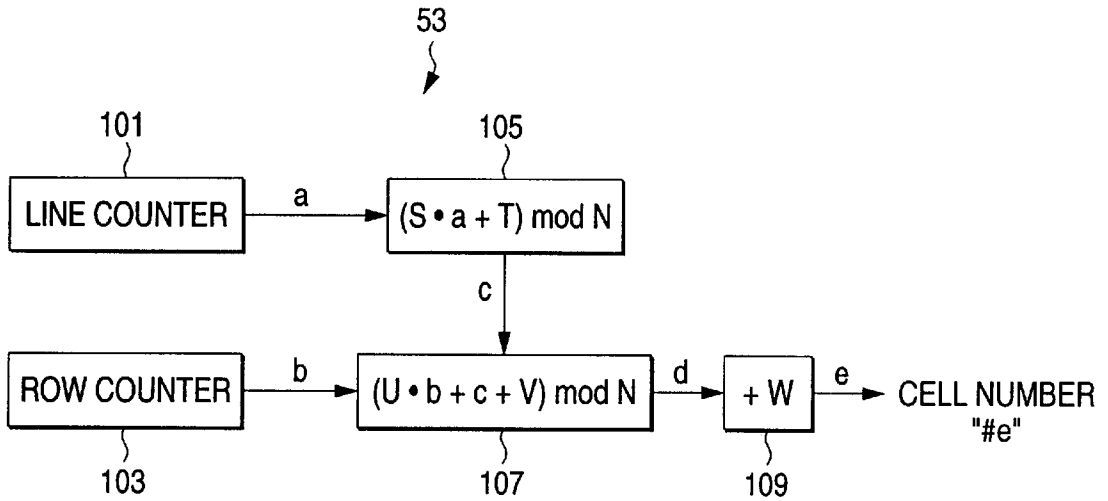 53
101
105
LINE COUNTER
a
(S • a + T) mod N
c
ROW COUNTER
b
(U • b + c + V) mod N
d
+ W
e
CELL NUMBER
"#e"
103
107
109